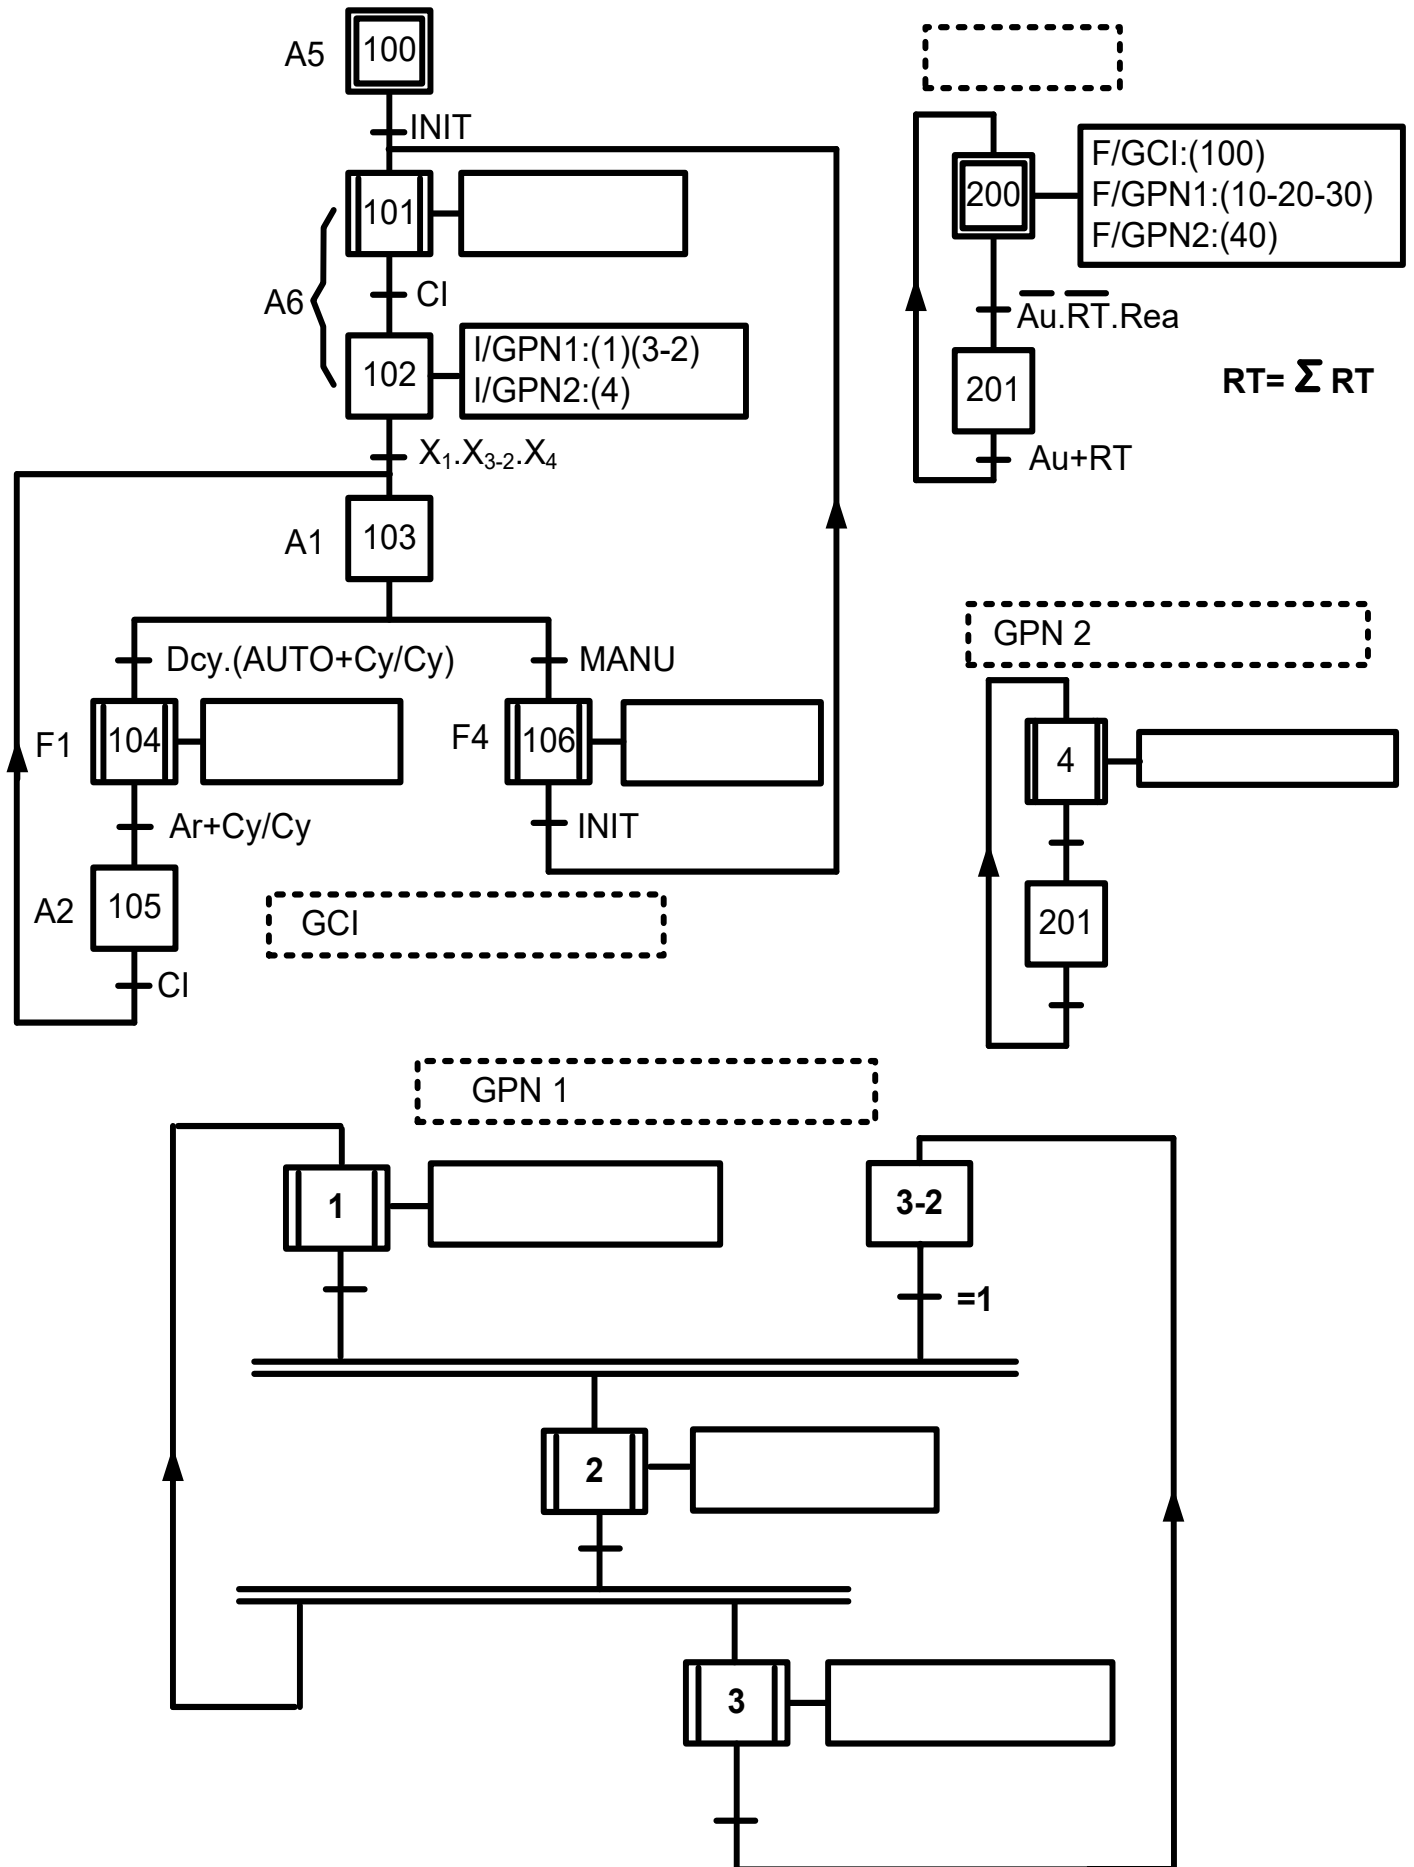 A5
100
INIT
101
A6
CI
102
I/GPN1:(1)(3-2)
I/GPN2:(4)
X₁.X₃₋₂.X₄
A1
103
Dcy.(AUTO+Cy/Cy)
MANU
F1
104
F4
106
Ar+Cy/Cy
INIT
A2
105
GCI
CI
200
F/GCI:(100)
F/GPN1:(10-20-30)
F/GPN2:(40)
A̅u̅.R̅T̅.Rea
201
RT= Σ RT
Au+RT
GPN 2
4
201
GPN 1
1
3-2
=1
2
3